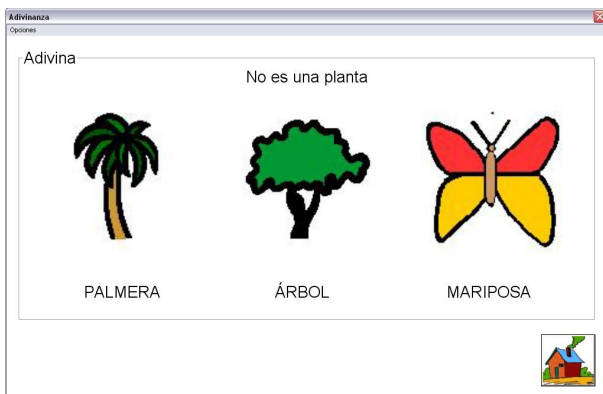 Adivinanza
Opciones
Adivina
No es una planta
PALMERA ÁRBOL MARIPOSA